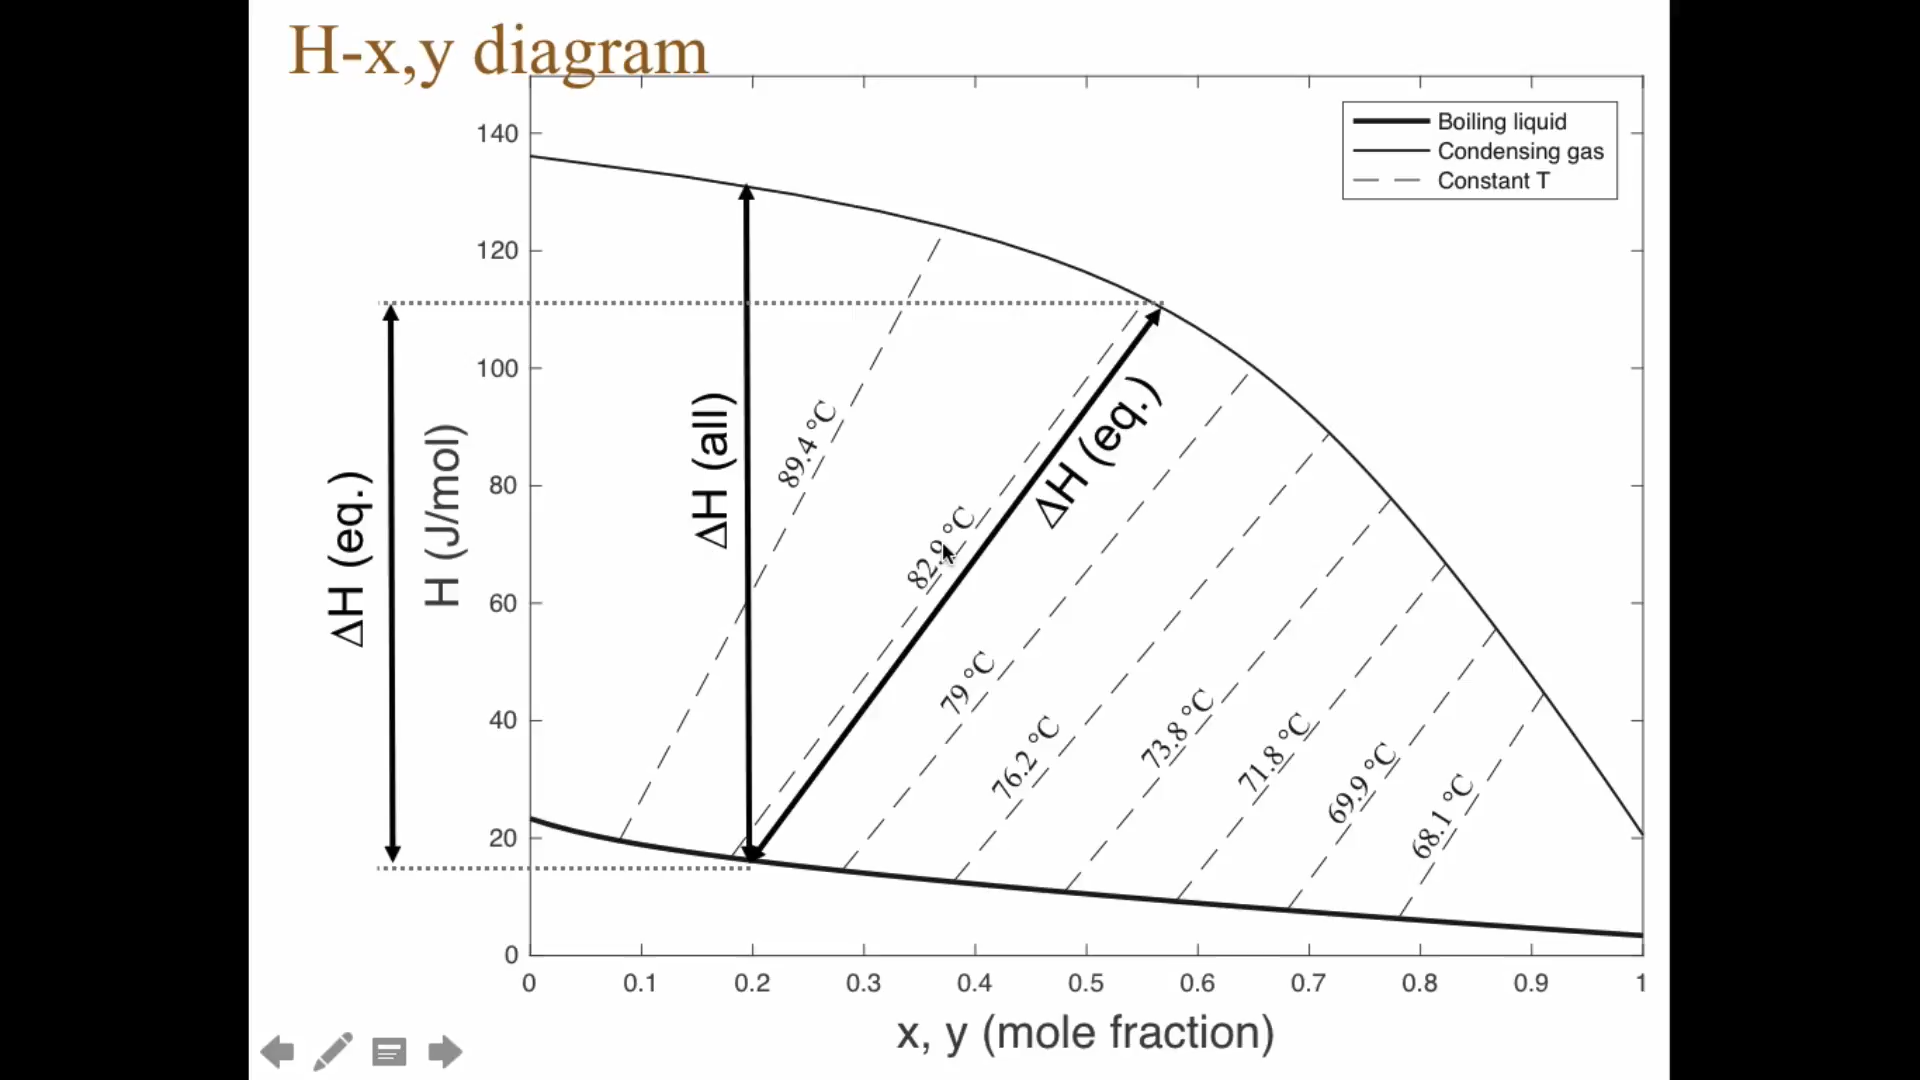 H-x,y diagram
Boiling liquid
Condensing gas
Constant T
140
120
100
80
60
40
20
0
0 0.1 0.2 0.3 0.4 0.5 0.6 0.7 0.8 0.9 1
x, y (mole fraction)
H (J/mol)
ΔH (eq.)
ΔH (all)
ΔH (eq.)
89.4 °C
82.9 °C
79 °C
76.2 °C
73.8 °C
71.8 °C
69.9 °C
68.1 °C